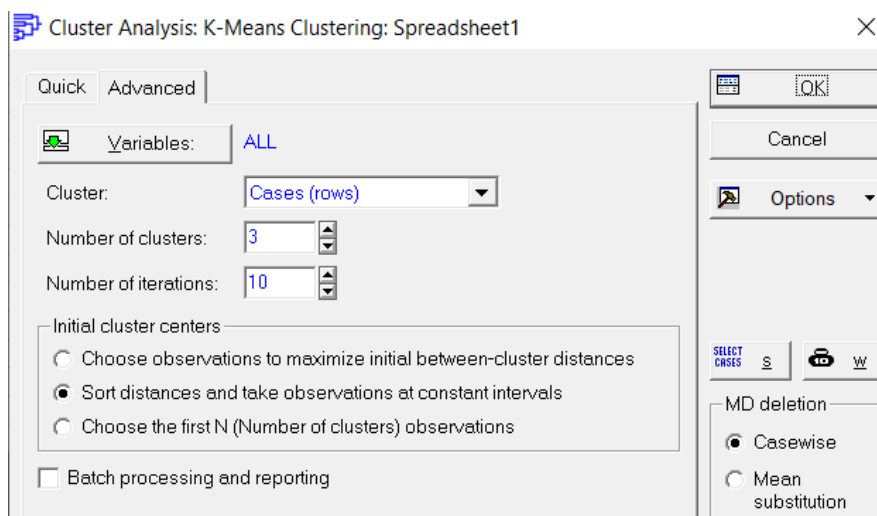 Cluster Analysis: K-Means Clustering: Spreadsheet1
Quick Advanced
OK
Variables: ALL
Cancel
Cluster: Cases (rows)
Options
Number of clusters: 3
Number of iterations: 10
Initial cluster centers
Choose observations to maximize initial between-cluster distances
Sort distances and take observations at constant intervals
Choose the first N (Number of clusters) observations
SELECT
CASES S W
MD deletion
Casewise
Mean
substitution
Batch processing and reporting